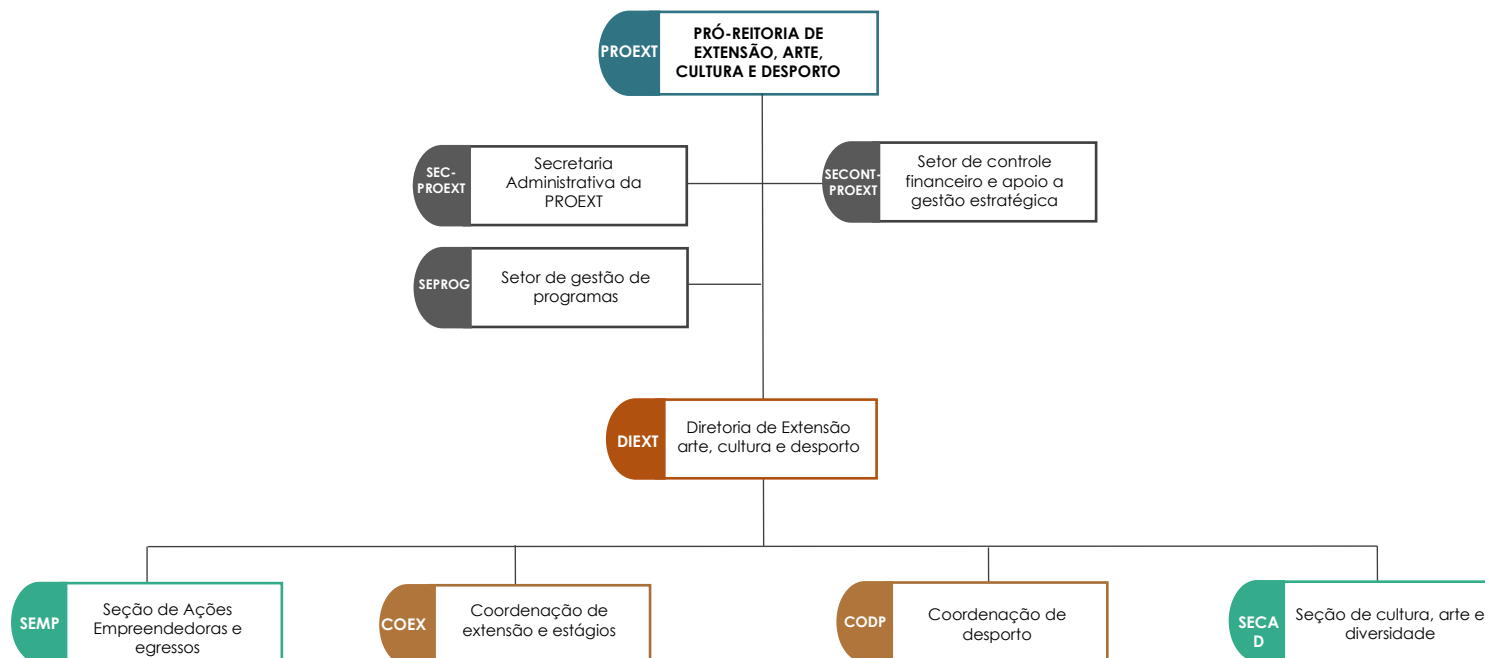 PROEXT
PRÓ-REITORIA DE
EXTENSÃO, ARTE,
CULTURA E DESPORTO
SEC-
PROEXT
Secretaria
Administrativa da
PROEXT
SECONT-
PROEXT
Setor de controle
financeiro e apoio a
gestão estratégica
SEPROG
Setor de gestão de
programas
DIEXT
Diretoria de Extensão
arte, cultura e desporto
SEMP
Seção de Ações
Empreendedoras e
egressos
COEX
Coordenação de
extensão e estágios
CODP
Coordenação de
desporto
SECA
D
Seção de cultura, arte e
diversidade